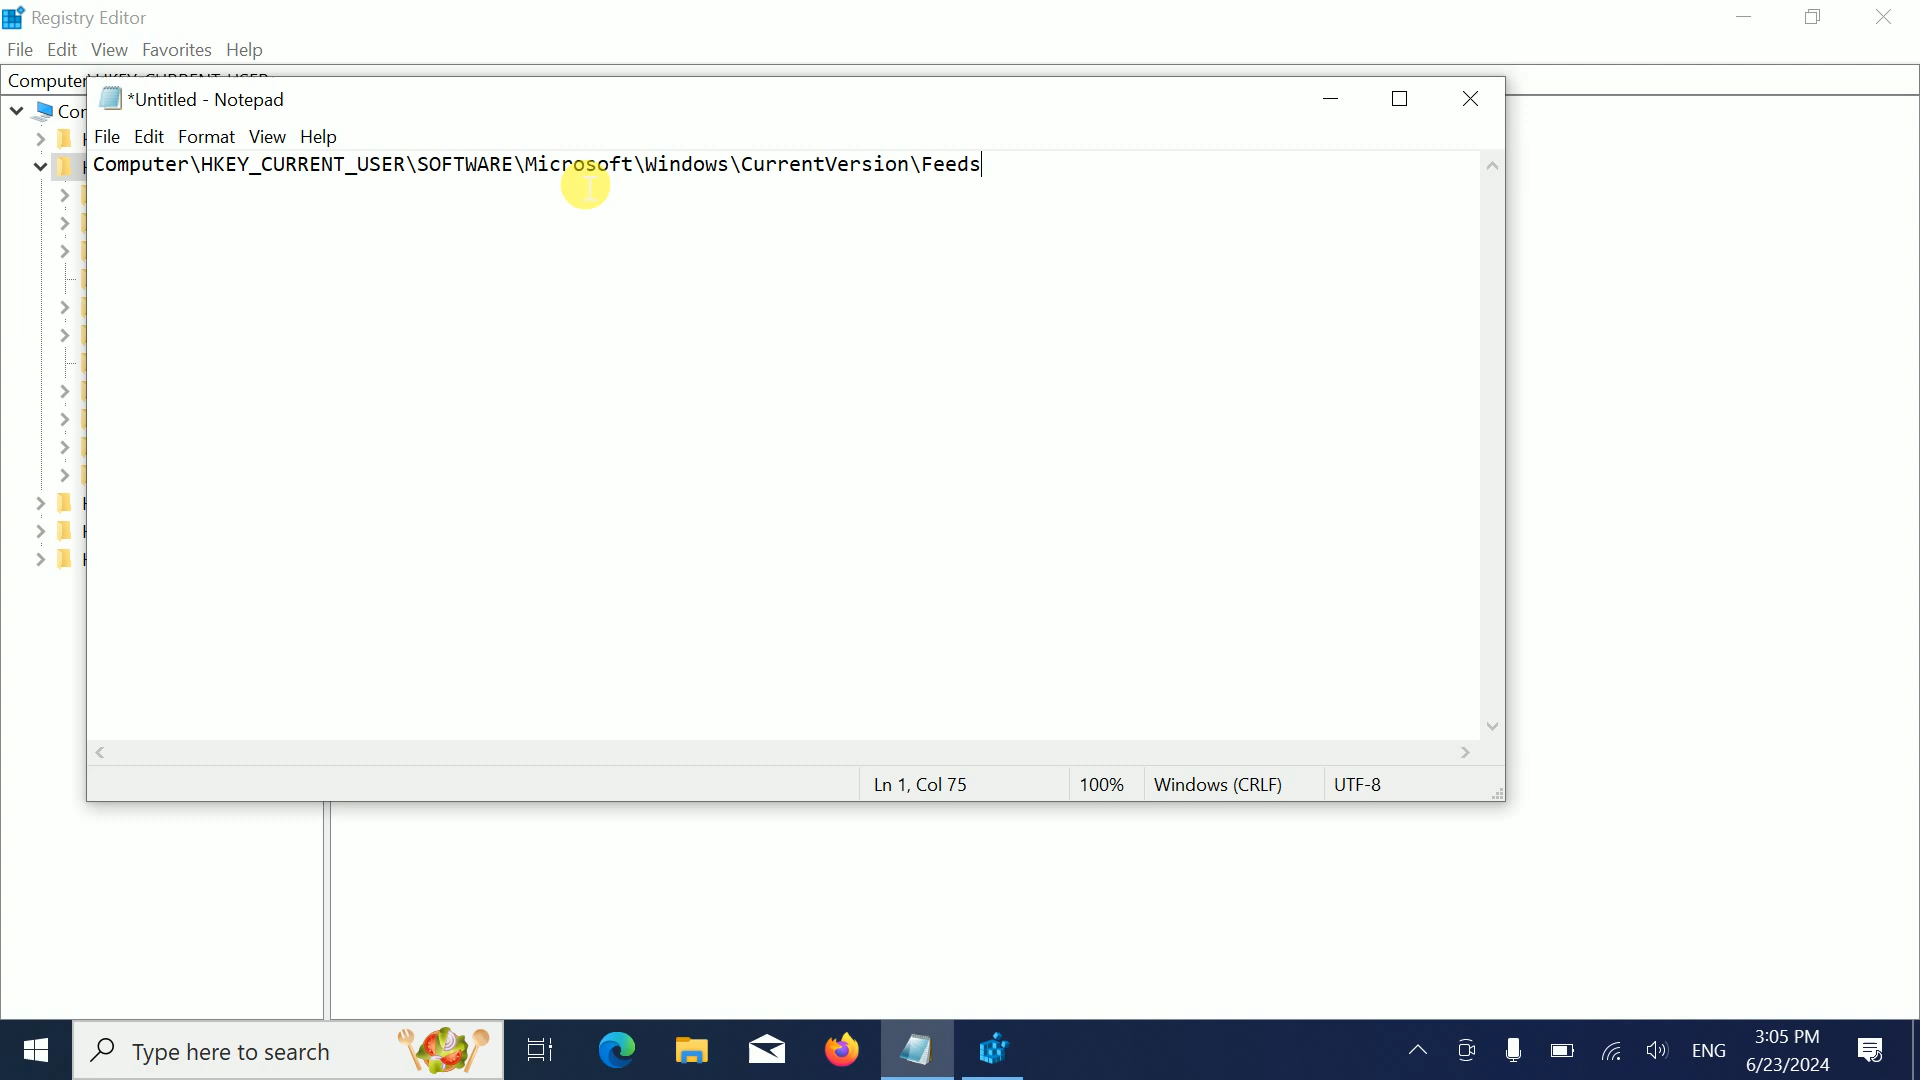 Registry Editor
File Edit View Favorites Help
Computer
*Untitled - Notepad
File Edit Format View Help
Computer\HKEY_CURRENT_USER\SOFTWARE\Microsoft\Windows\CurrentVersion\Feeds
Ln 1, Col 75 100% Windows (CRLF) UTF-8
Type here to search
ENG
3:05 PM
6/23/2024